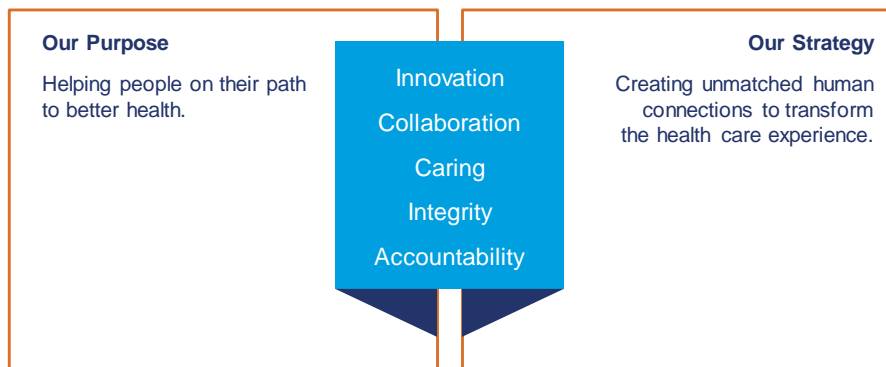 Our Purpose
Helping people on their path
to better health.
Innovation
Collaboration
Caring
Integrity
Accountability
Our Strategy
Creating unmatched human
connections to transform
the health care experience.